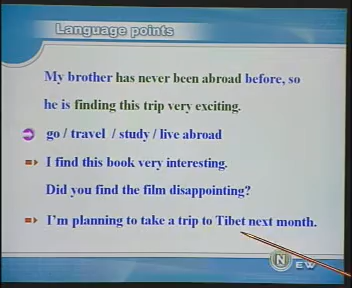 Language points
My brother has never been abroad before, so
he is finding this trip very exciting.
go / travel / study / live abroad
I find this book very interesting.
Did you find the film disappointing?
I'm planning to take a trip to Tibet next month.
NEW